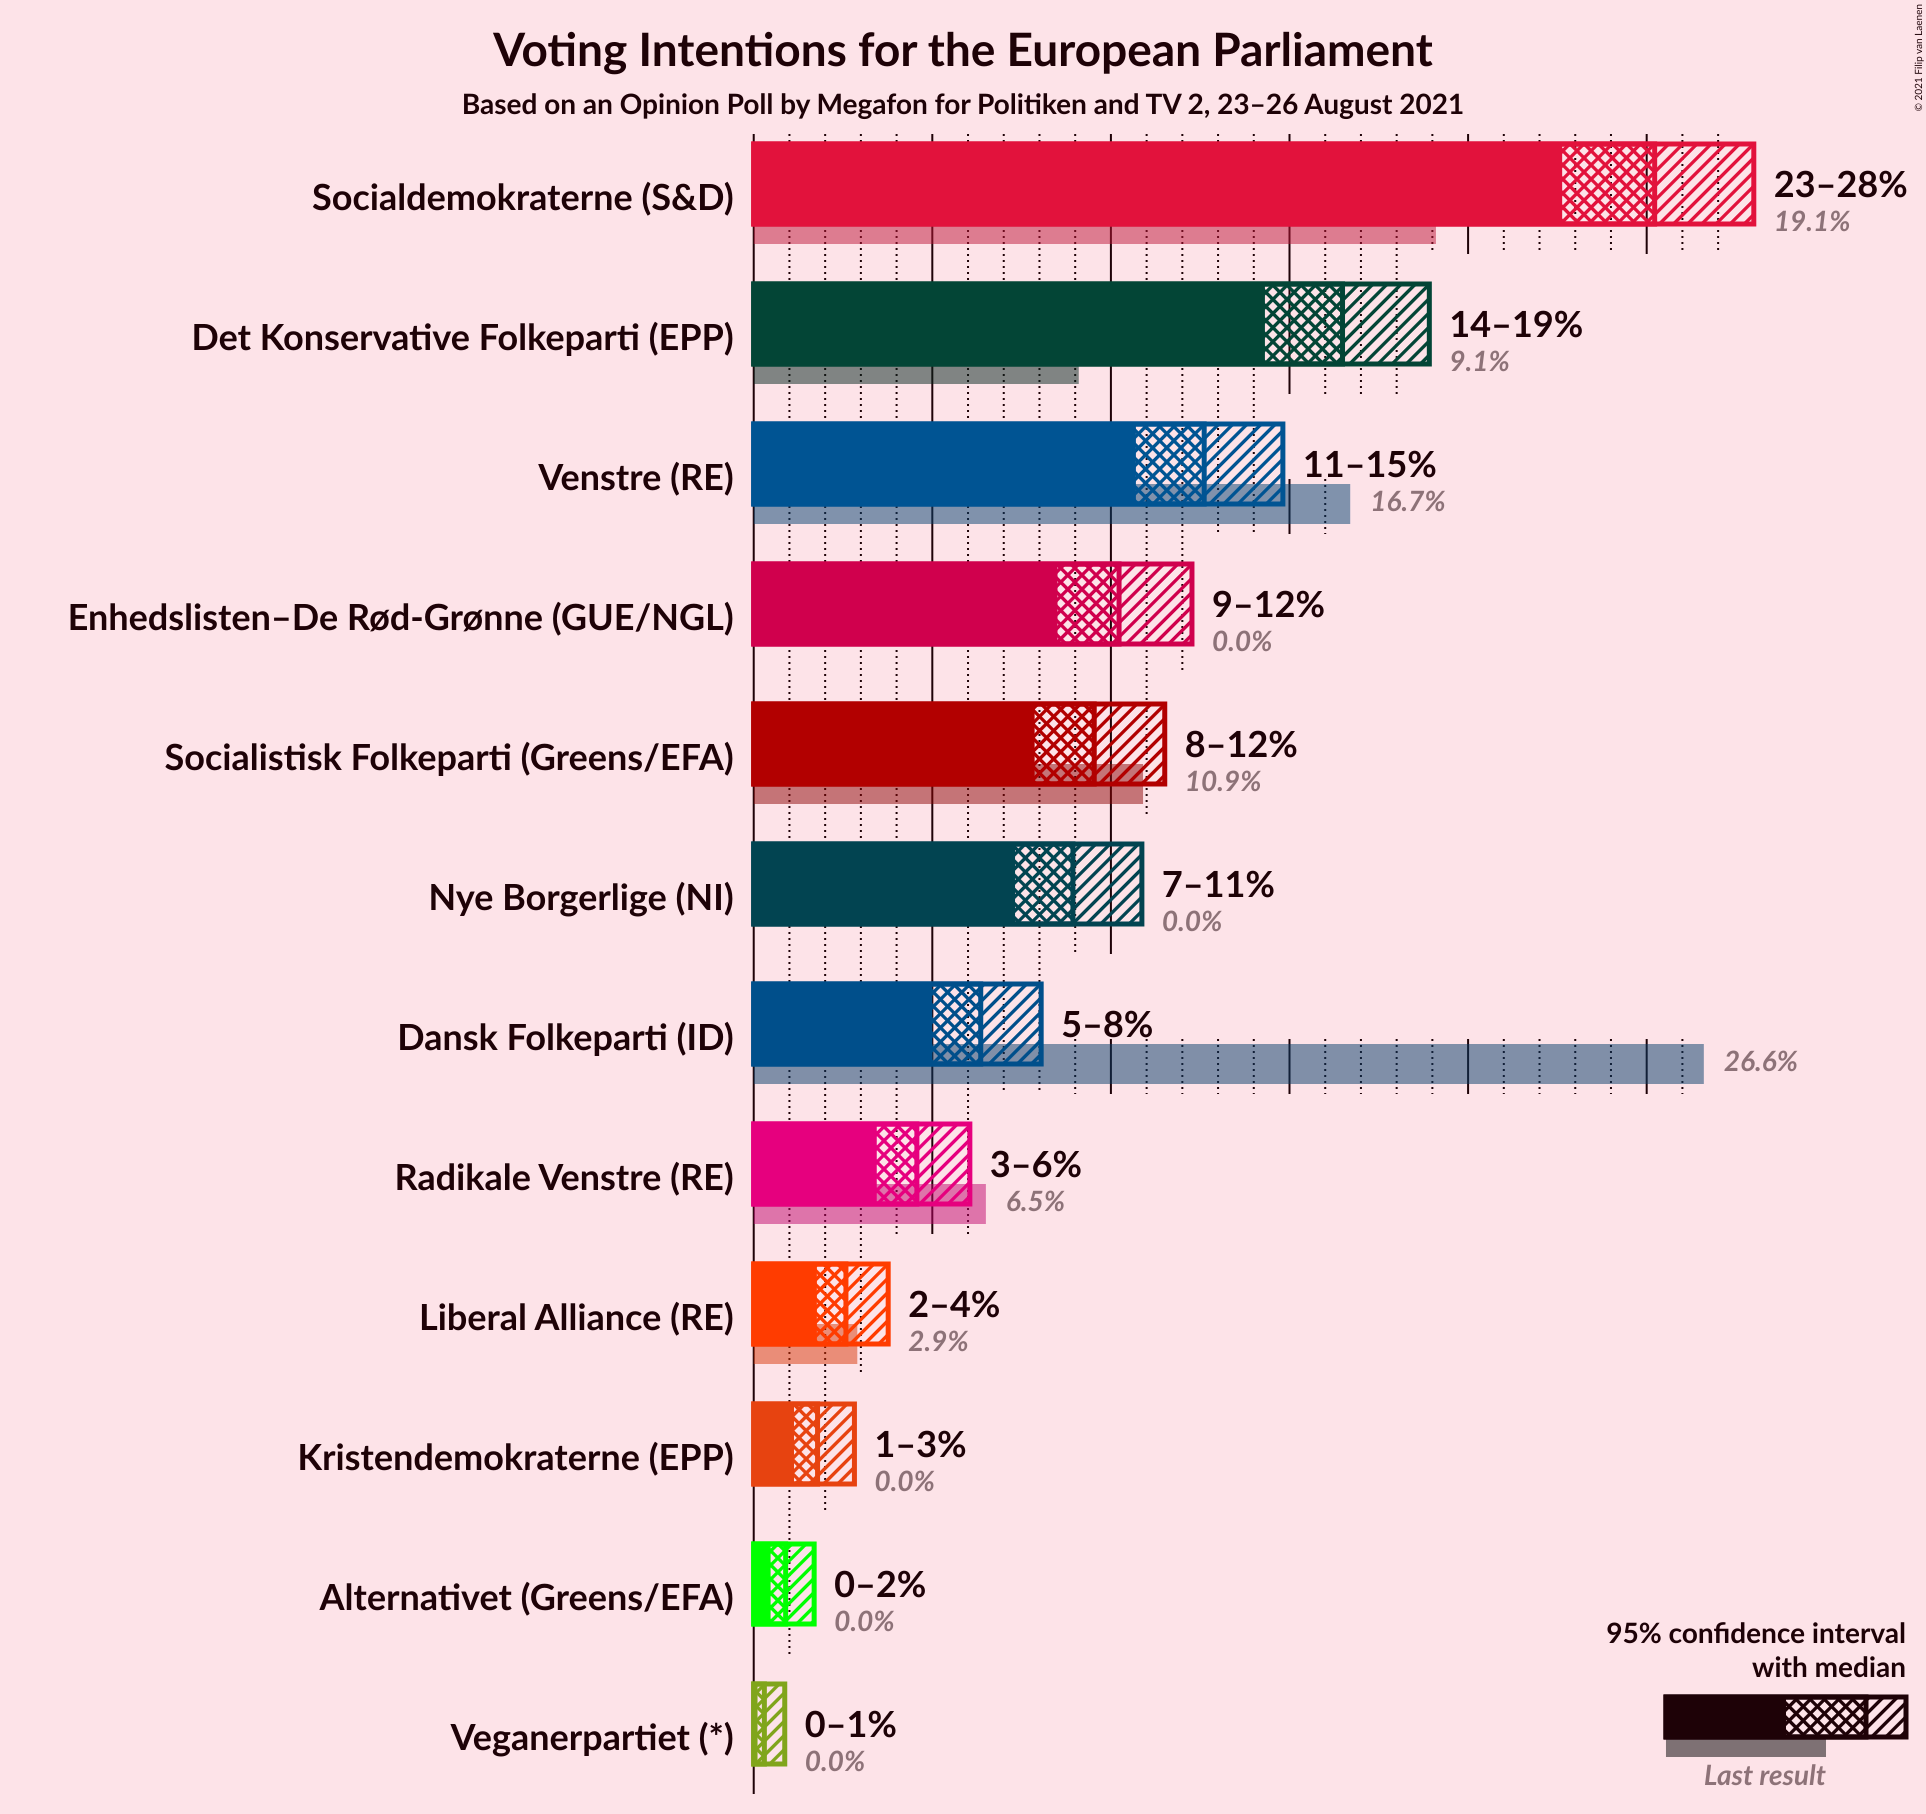 © 2021 Filip van Laenen
Voting Intentions for the European Parliament
Based on an Opinion Poll by Megafon for Politiken and TV 2, 23–26 August 2021
Socialdemokraterne (S&D)
23–28%
19.1%
Det Konservative Folkeparti (EPP)
14–19%
9.1%
Venstre (RE)
11–15%
16.7%
Enhedslisten–De Rød-Grønne (GUE/NGL)
9–12%
0.0%
Socialistisk Folkeparti (Greens/EFA)
8–12%
10.9%
Nye Borgerlige (NI)
7–11%
0.0%
Dansk Folkeparti (ID)
5–8%
26.6%
Radikale Venstre (RE)
3–6%
6.5%
Liberal Alliance (RE)
2–4%
2.9%
Kristendemokraterne (EPP)
1–3%
0.0%
Alternativet (Greens/EFA)
0–2%
0.0%
Veganerpartiet (*)
0–1%
0.0%
95% confidence interval
with median
Last result